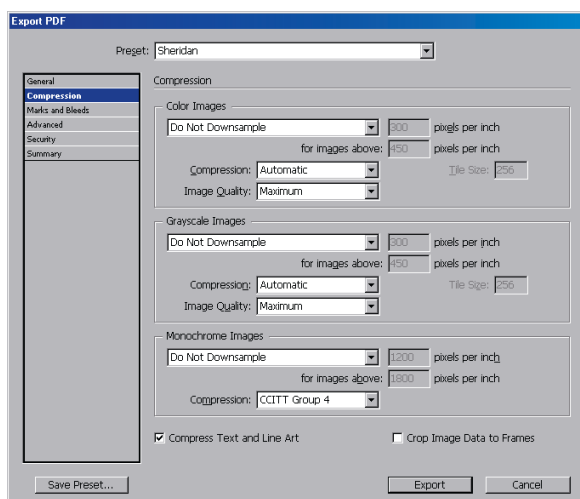 Export PDF
Preset: Sheridan
General
Compression
Marks and Bleeds
Advanced
Security
Summary
Compression
Color Images
Do Not Downsample 300 pixels per inch
for images above: 450 pixels per inch
Compression: Automatic Tile Size: 256
Image Quality: Maximum
Grayscale Images
Do Not Downsample 300 pixels per inch
for images above: 450 pixels per inch
Compression: Automatic Tile Size: 256
Image Quality: Maximum
Monochrome Images
Do Not Downsample 1200 pixels per inch
for images above: 1800 pixels per inch
Compression: CCITT Group 4
Compress Text and Line Art Crop Image Data to Frames
Save Preset... Export Cancel